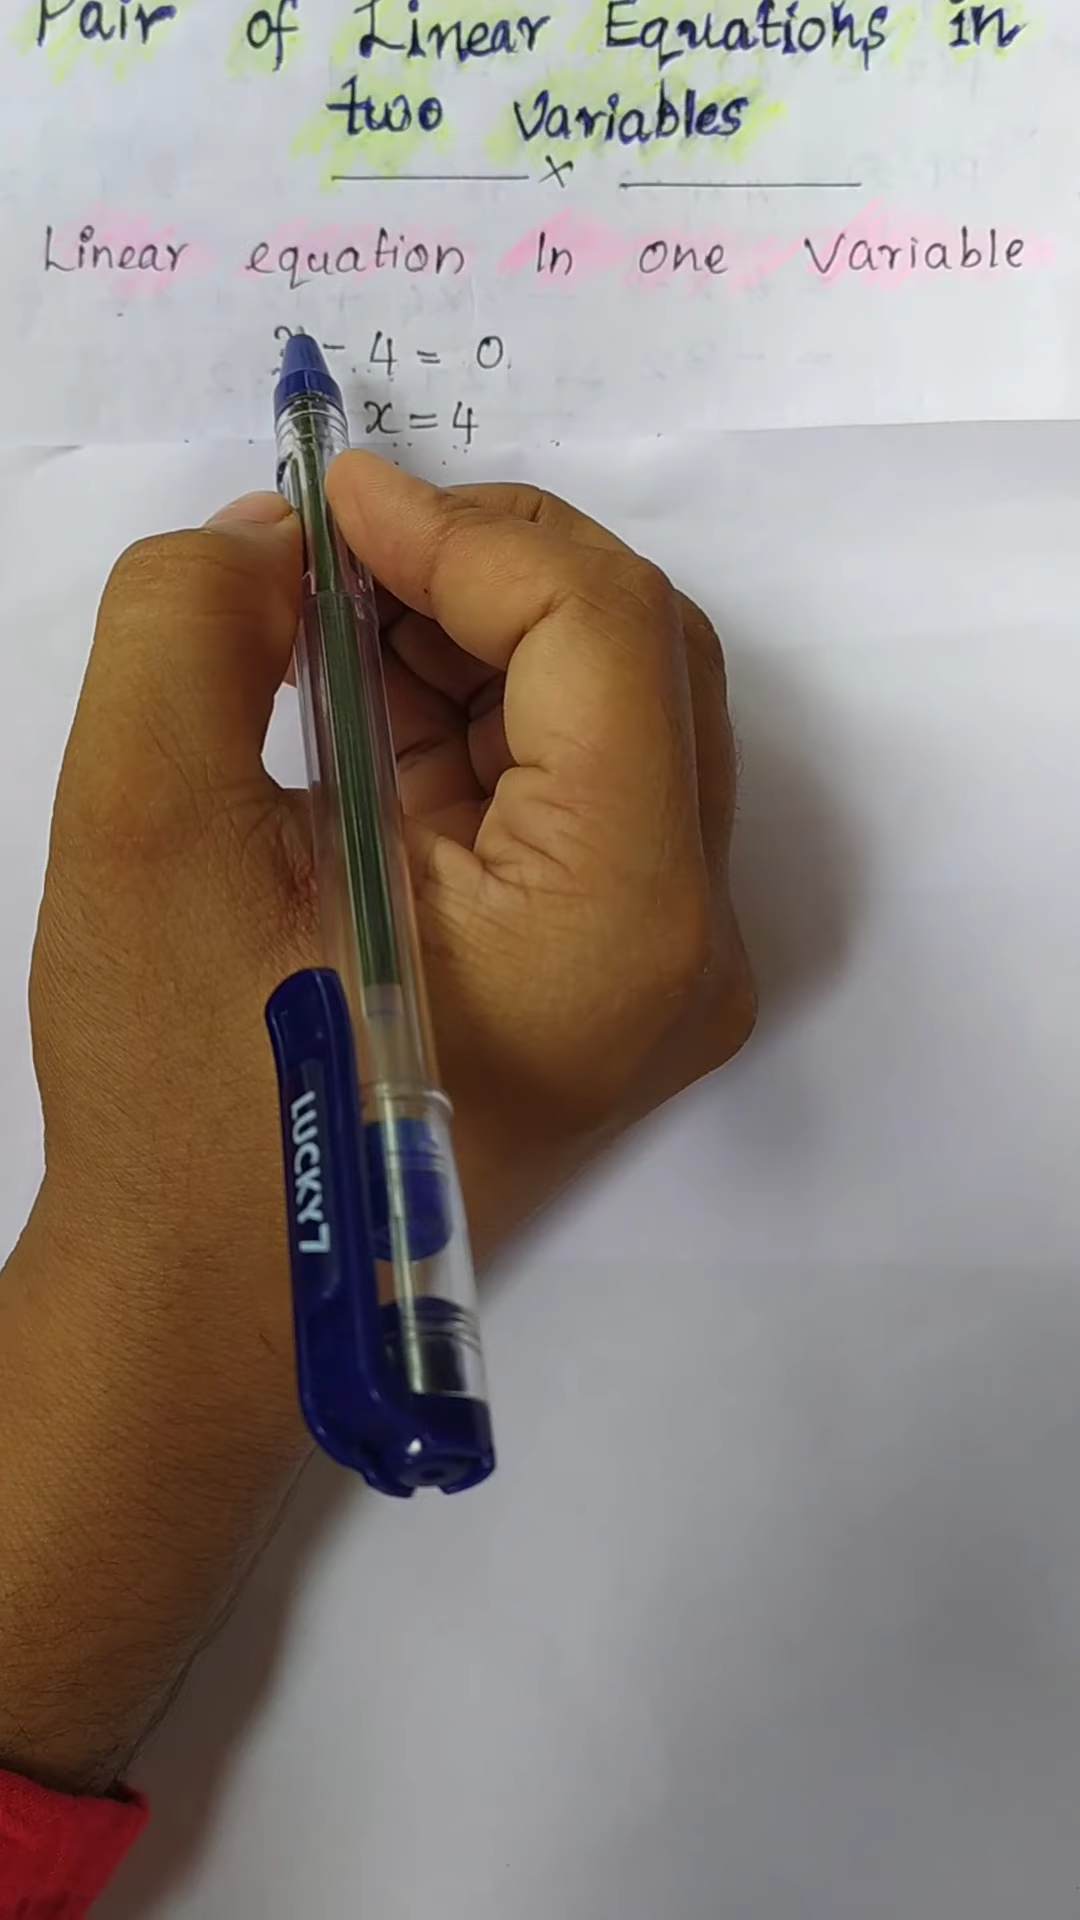 Pair of Linear Equations in
two Variables
x
Linear equation In one Variable
- 4 = 0
x = 4
LUCKY7